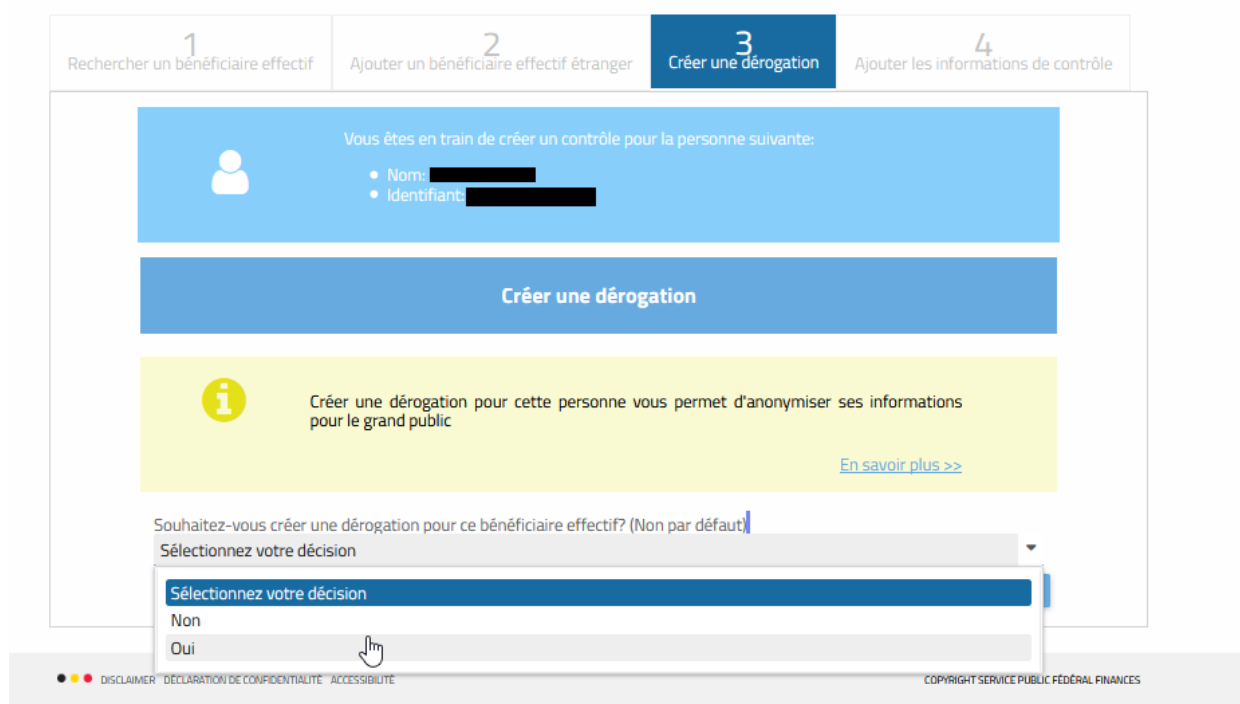 1
Rechercher un bénéficiaire effectif
2
Ajouter un bénéficiaire effectif étranger
3
Créer une dérogation
4
Ajouter les informations de contrôle
Vous êtes en train de créer un contrôle pour la personne suivante:
Nom:
Identifiant:
Créer une dérogation
Créer une dérogation pour cette personne vous permet d'anonymiser ses informations
pour le grand public
En savoir plus >>
Souhaitez-vous créer une dérogation pour ce bénéficiaire effectif? (Non par défaut)
Sélectionnez votre décision
Sélectionnez votre décision
Non
Oui
DISCLAIMER DÉCLARATION DE CONFIDENTIALITÉ ACCESSIBILITÉ COPYRIGHT SERVICE PUBLIC FÉDÉRAL FINANCES